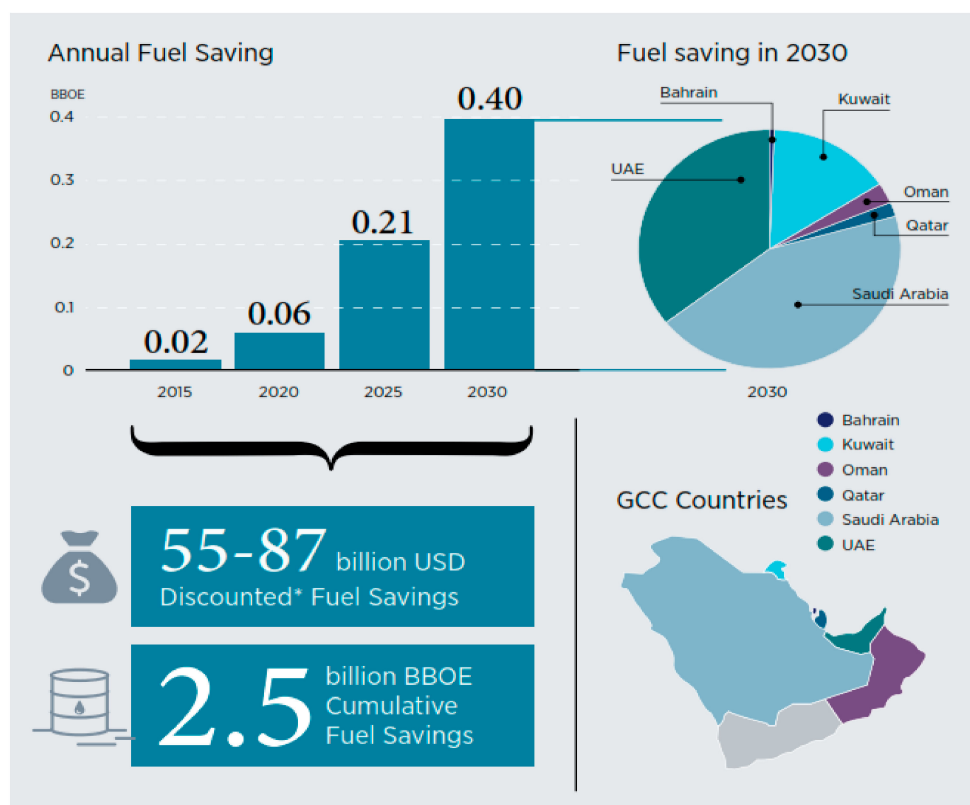 Annual Fuel Saving
BBOE
0.4
0.3
0.2
0.1
0
0.02
0.06
0.21
0.40
2015
2020
2025
2030
Fuel saving in 2030
Bahrain
Kuwait
UAE
Oman
Qatar
Saudi Arabia
2030
$
55-87 billion USD
Discounted* Fuel Savings
2.5 billion BBOE
Cumulative
Fuel Savings
GCC Countries
Bahrain
Kuwait
Oman
Qatar
Saudi Arabia
UAE